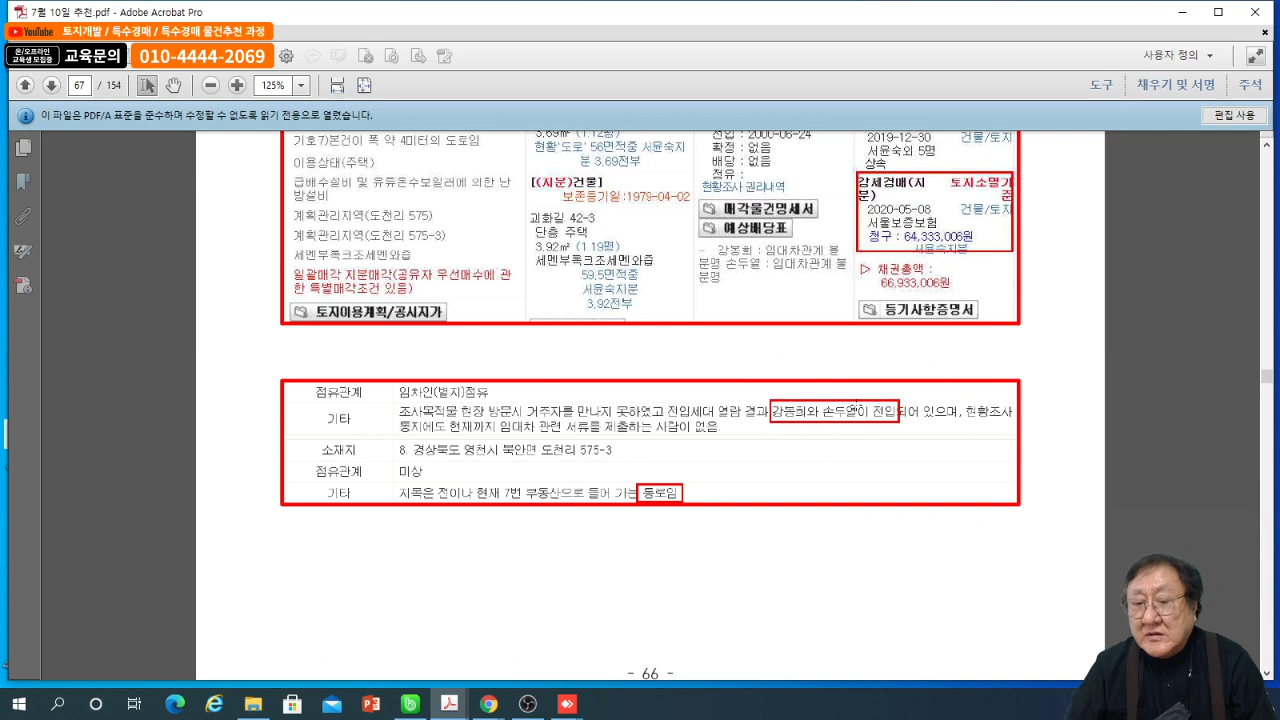 7월 10일 추천.pdf - Adobe Acrobat Pro
YouTube 토지개발 / 특수경매 / 특수경매 물건추천 과정
온/오프라인
교육생 모집중
교육문의 010-4444-2069
사용자 정의
67 / 154
125%
도구 채우기 및 서명 주석
이 파일은 PDF/A 표준을 준수하며 수정할 수 없도록 읽기 전용으로 열렸습니다.
편집 사용
기호7)본건이 폭 약 4미터의 도로임
이용상태(주택)
급배수설비 및 유류온수보일러에 의한 난
방설비
계획관리지역(도천리 575)
계획관리지역(도천리 575-3)
세멘부록크조세멘와즙
일괄매각 지분매각(공유자 우선매수에 관
한 특별매각조건 있음)
토지이용계획/공시지가
3.69㎡ (1.12평)
현황'도로' 56면적중 서윤숙지
분 3.69전부
[(지분)건물]
보존등기일:1979-04-02
괴화길 42-3
단층 주택
3.92㎡ (1.19평)
세멘부록크조세멘와즙
59.5면적중
서윤숙지분
3.92전부
전입 : 2000-06-24
확정 : 없음
배당 : 없음
점유 :
현황조사 권리내역
매각물건명세서
예상배당표
- 강봉희 : 임대차관계 불
분명 손두열 : 임대차관계 불
분명
2019-12-30 건물/토지
서윤숙외 5명
상속
강제경매(지 토지소멸기
분) 준
2020-05-08 건물/토지
서울보증보험
청구 : 64,333,006원
서윤숙지분
▷ 채권총액 :
66,933,006원
등기사항증명서
점유관계 임차인(별지)점유
기타 조사목적물 현장 방문시 거주자를 만나지 못하였고 전입세대 열람 결과 강봉희와 손두열이 전입되어 있으며, 현황조사
통지에도 현재까지 임대차 관련 서류를 제출하는 사람이 없음
소재지 8. 경상북도 영천시 북안면 도천리 575-3
점유관계 미상
기타 지목은 전이나 현재 7번 부동산으로 들어 가는 통로임
- 66 -